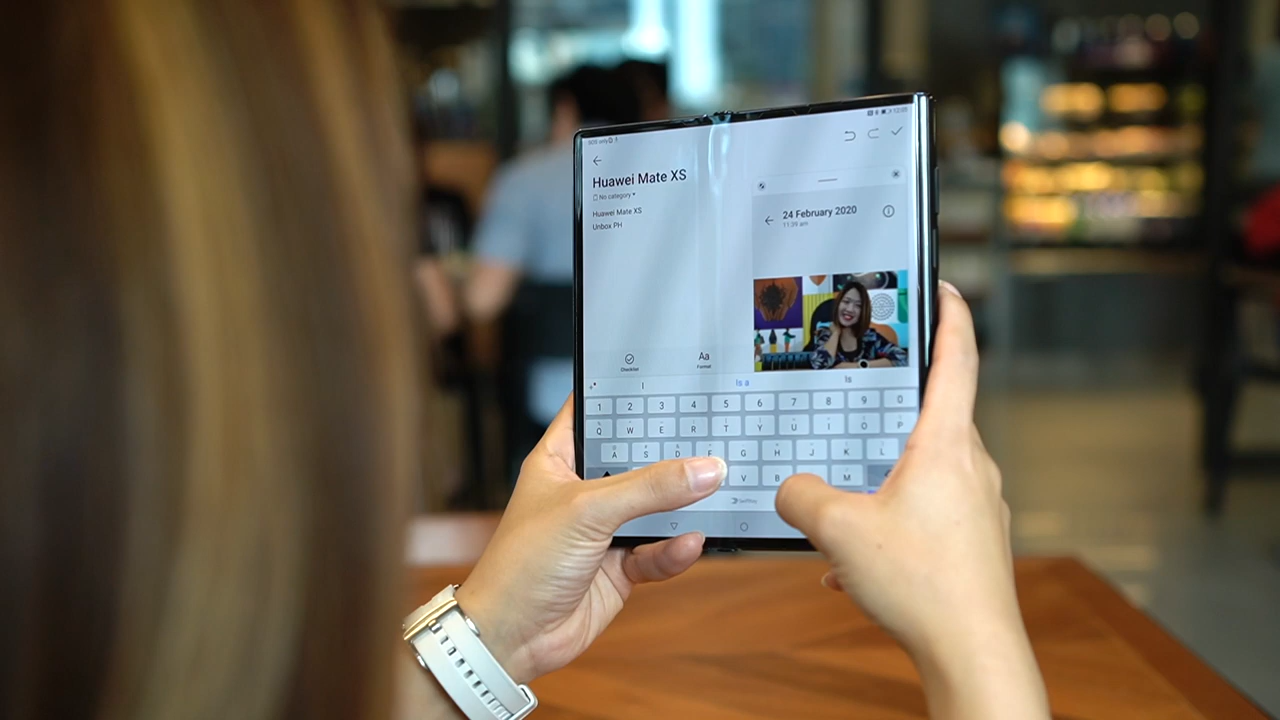 Huawei Mate XS
No category
Huawei Mate XS
Unbox PH
24 February 2020
11:39 am
Checklist
Aa
Format
I
Is a
Is
1 2 3 4 5 6 7 8 9 0
Q W E R T Y U I O P
A S D F G H J K L
V B M
SwiftKey